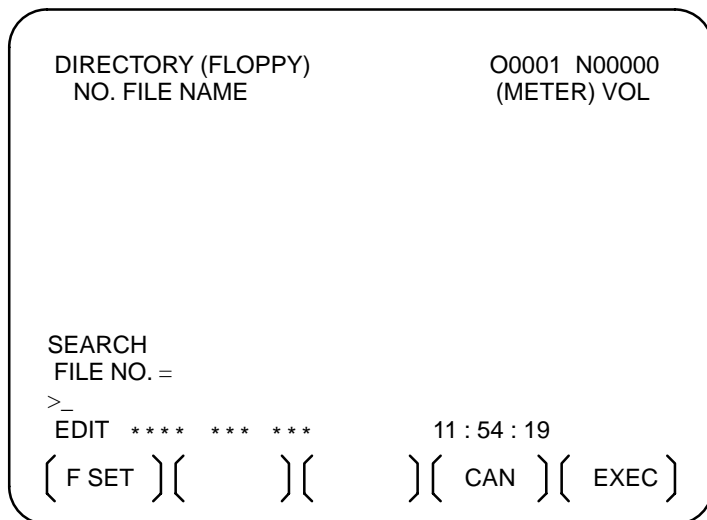 DIRECTORY (FLOPPY) O0001 N00000
NO. FILE NAME (METER) VOL
SEARCH
FILE NO. =
>_
EDIT **** *** *** 11 : 54 : 19
[ F SET ] [ ] [ ] [ CAN ] [ EXEC ]